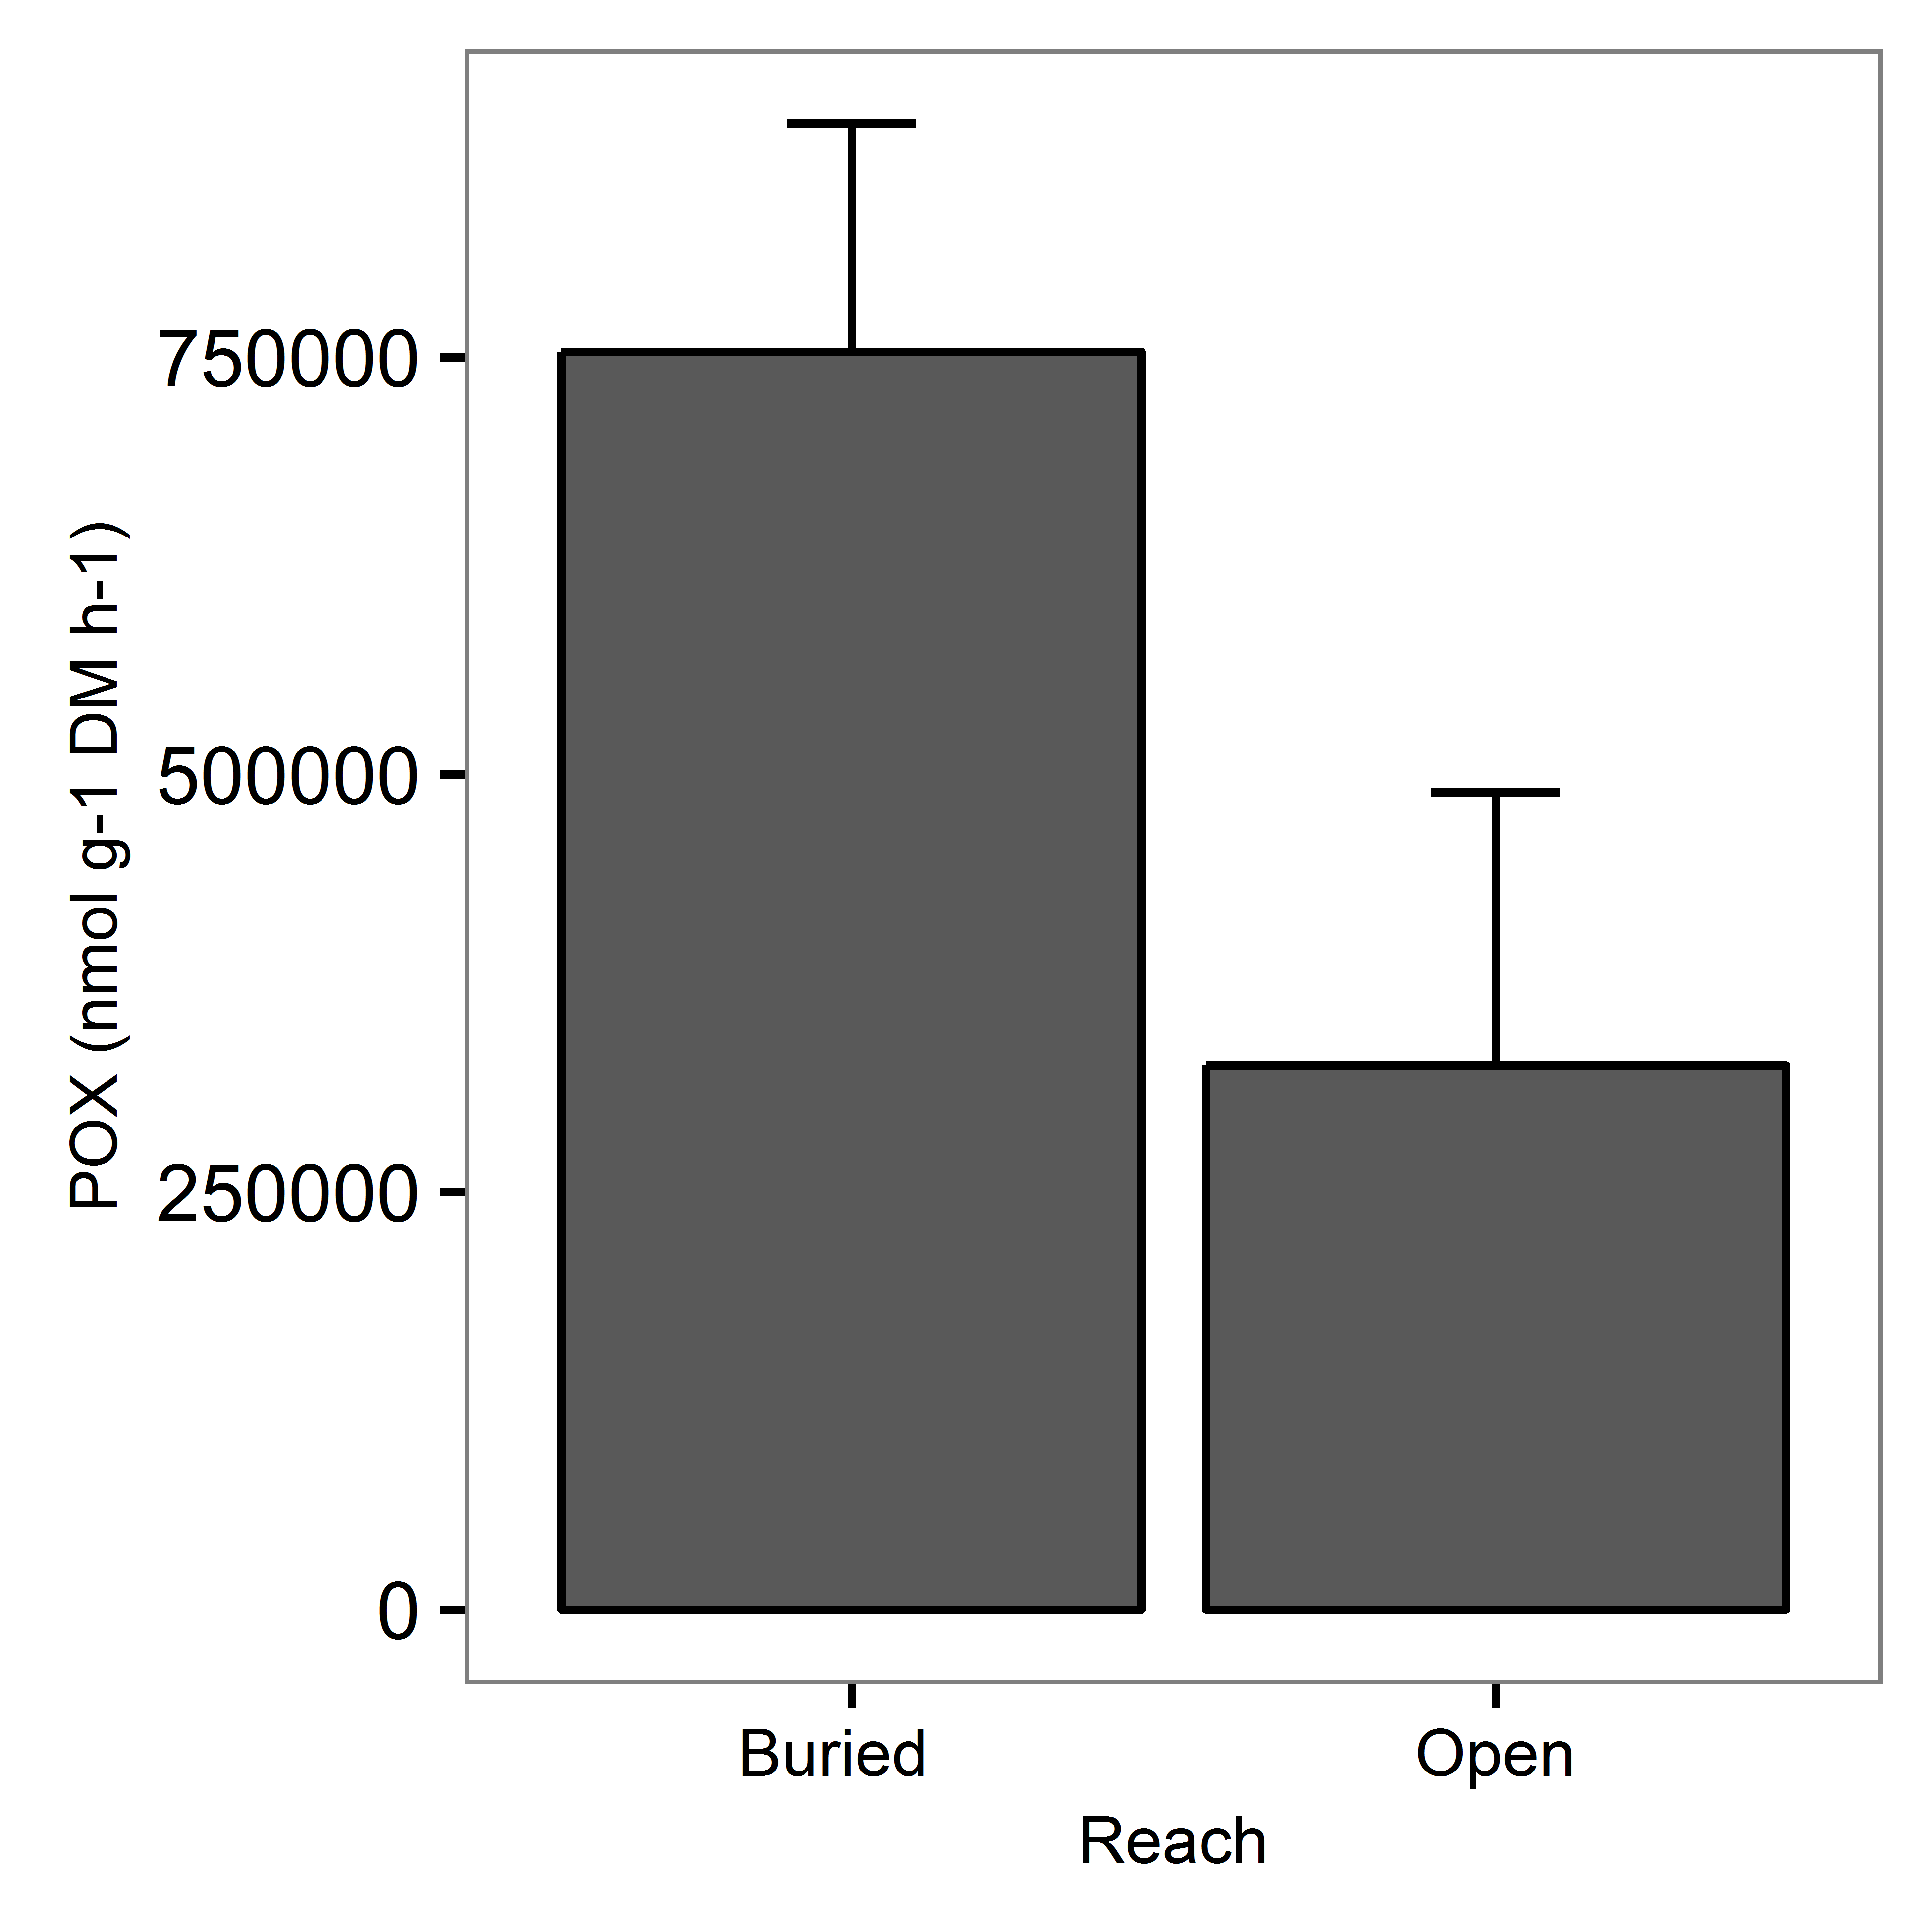 POX (nmol g-1 DM h-1)
750000
500000
250000
0
Buried
Open
Reach